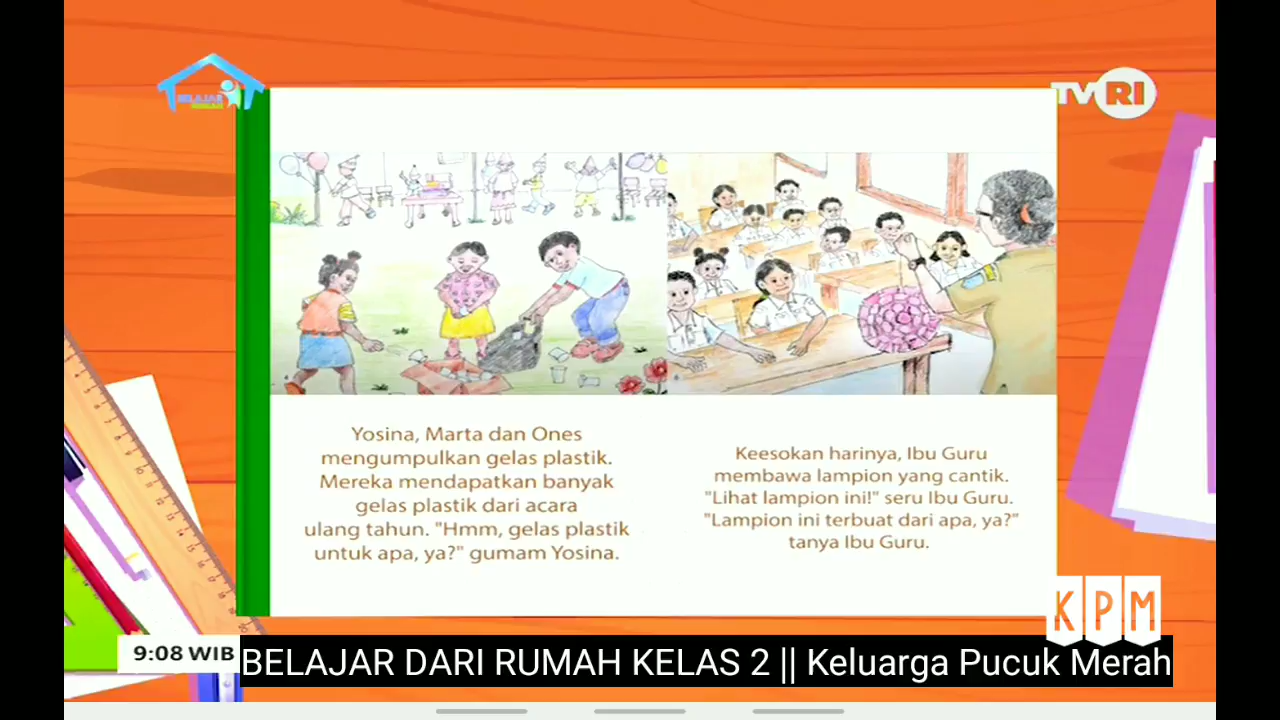 BELAJAR
TVRI
Yosina, Marta dan Ones
mengumpulkan gelas plastik.
Mereka mendapatkan banyak
gelas plastik dari acara
ulang tahun. "Hmm, gelas plastik
untuk apa, ya?" gumam Yosina.
Keesokan harinya, Ibu Guru
membawa lampion yang cantik.
"Lihat lampion ini!" seru Ibu Guru.
"Lampion ini terbuat dari apa, ya?"
tanya Ibu Guru.
KPM
9:08 WIB
BELAJAR DARI RUMAH KELAS 2 || Keluarga Pucuk Merah